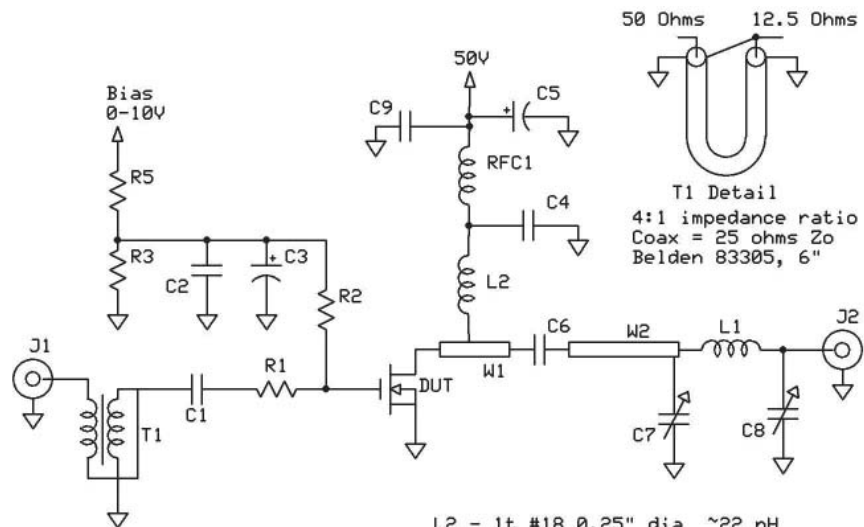 50 Ohms 12.5 Ohms
50V
Bias
0-10V
C9
C5
RFC1
T1 Detail
4:1 impedance ratio
Coax = 25 ohms Zo
Belden 83305, 6"
R5
C4
R3
C2
C3
R2
L2
J1
C6
W2
L1
J2
R1
W1
DUT
C1
T1
C7
C8
L2 - 1t #18 0.25" dia ~22 nH